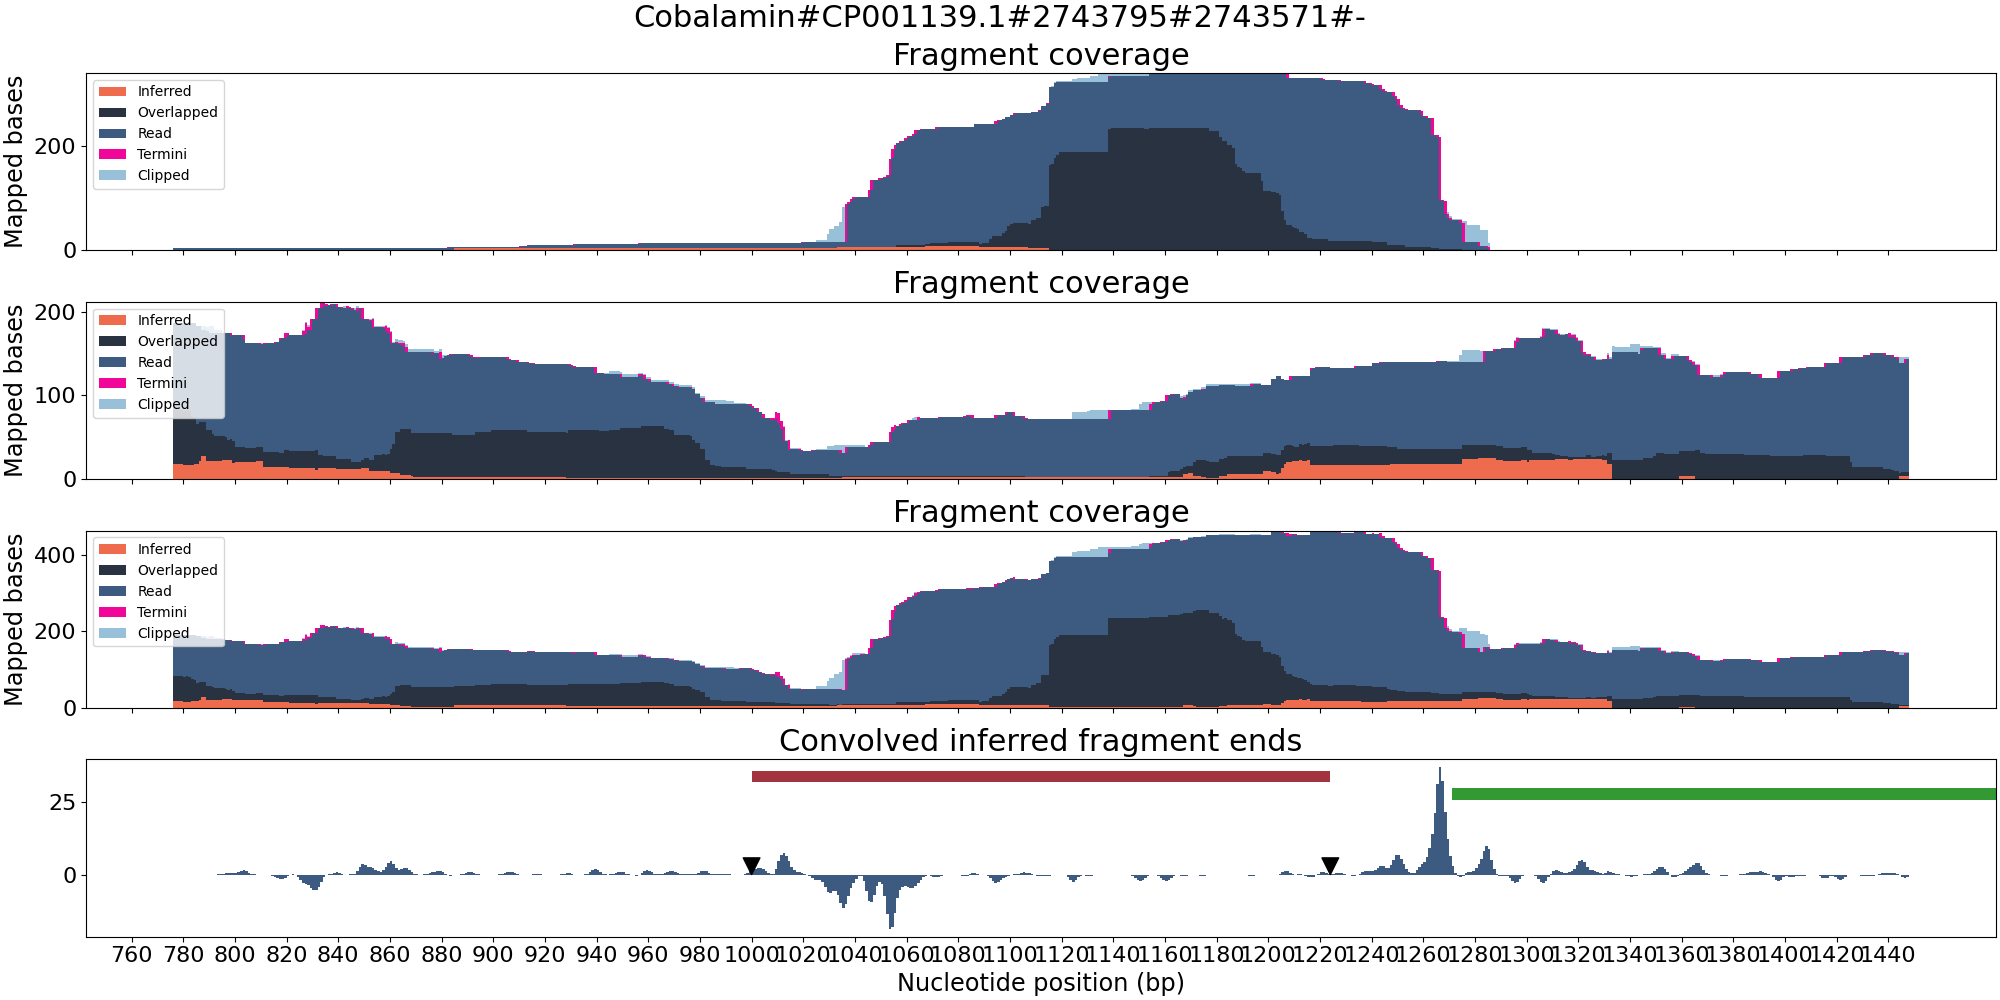 Cobalamin#CP001139.1#2743795#2743571#-
Fragment coverage
Mapped bases
200
0
Inferred
Overlapped
Read
Termini
Clipped
Fragment coverage
Mapped bases
200
100
0
Inferred
Overlapped
Read
Termini
Clipped
Fragment coverage
Mapped bases
400
200
0
Inferred
Overlapped
Read
Termini
Clipped
Convolved inferred fragment ends
25
0
760 780 800 820 840 860 880 900 920 940 960 980 1000 1020 1040 1060 1080 1100 1120 1140 1160 1180 1200 1220 1240 1260 1280 1300 1320 1340 1360 1380 1400 1420 1440
Nucleotide position (bp)